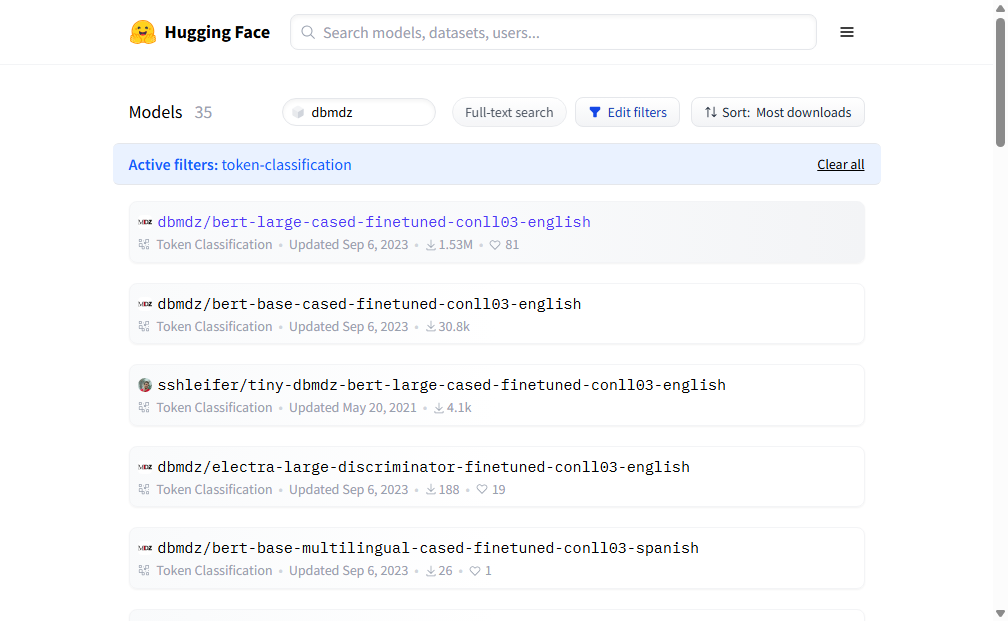 Hugging Face
Search models, datasets, users...
Models 35
dbmdz
Full-text search
Edit filters
Sort: Most downloads
Active filters: token-classification
Clear all
MDZ dbmdz/bert-large-cased-finetuned-conll03-english
Token Classification • Updated Sep 6, 2023 • 1.53M • 81
MDZ dbmdz/bert-base-cased-finetuned-conll03-english
Token Classification • Updated Sep 6, 2023 • 30.8k
sshleifer/tiny-dbmdz-bert-large-cased-finetuned-conll03-english
Token Classification • Updated May 20, 2021 • 4.1k
MDZ dbmdz/electra-large-discriminator-finetuned-conll03-english
Token Classification • Updated Sep 6, 2023 • 188 • 19
MDZ dbmdz/bert-base-multilingual-cased-finetuned-conll03-spanish
Token Classification • Updated Sep 6, 2023 • 26 • 1